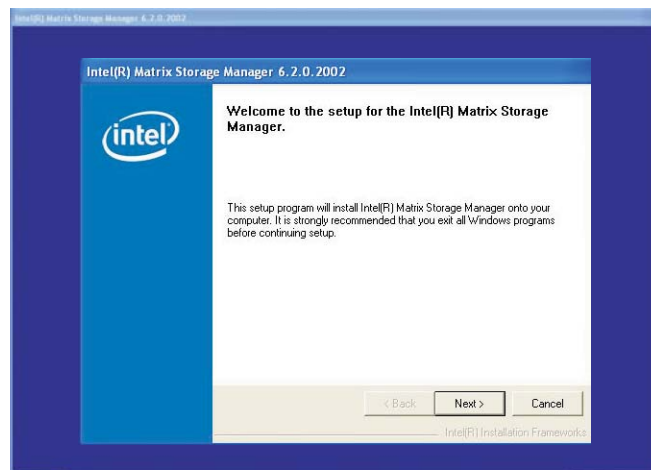 Intel(R) Matrix Storage Manager 6.2.0.2002
Intel(R) Matrix Storage Manager 6.2.0.2002
intel
Welcome to the setup for the Intel(R) Matrix Storage
Manager.
This setup program will install Intel(R) Matrix Storage Manager onto your
computer. It is strongly recommended that you exit all Windows programs
before continuing setup.
< Back
Next >
Cancel
Intel(R) Installation Frameworks